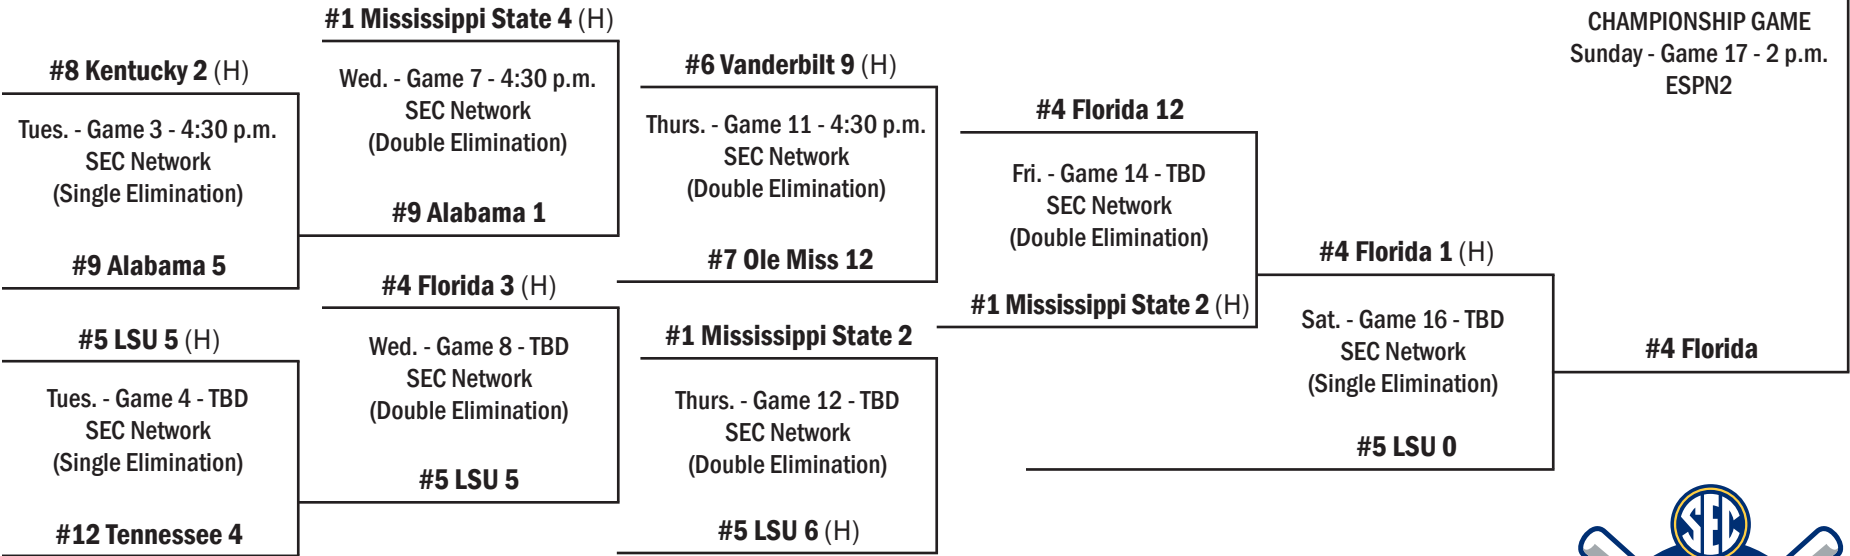 #8 Kentucky 2 (H)
Tues. - Game 3 - 4:30 p.m.
SEC Network
(Single Elimination)
#9 Alabama 5
#5 LSU 5 (H)
Tues. - Game 4 - TBD
SEC Network
(Single Elimination)
#12 Tennessee 4
#1 Mississippi State 4 (H)
Wed. - Game 7 - 4:30 p.m.
SEC Network
(Double Elimination)
#9 Alabama 1
#4 Florida 3 (H)
Wed. - Game 8 - TBD
SEC Network
(Double Elimination)
#5 LSU 5
#6 Vanderbilt 9 (H)
Thurs. - Game 11 - 4:30 p.m.
SEC Network
(Double Elimination)
#7 Ole Miss 12
#1 Mississippi State 2
Thurs. - Game 12 - TBD
SEC Network
(Double Elimination)
#5 LSU 6 (H)
#4 Florida 12
Fri. - Game 14 - TBD
SEC Network
(Double Elimination)
#1 Mississippi State 2 (H)
#4 Florida 1 (H)
Sat. - Game 16 - TBD
SEC Network
(Single Elimination)
#5 LSU 0
CHAMPIONSHIP GAME
Sunday - Game 17 - 2 p.m.
ESPN2
#4 Florida
SEC